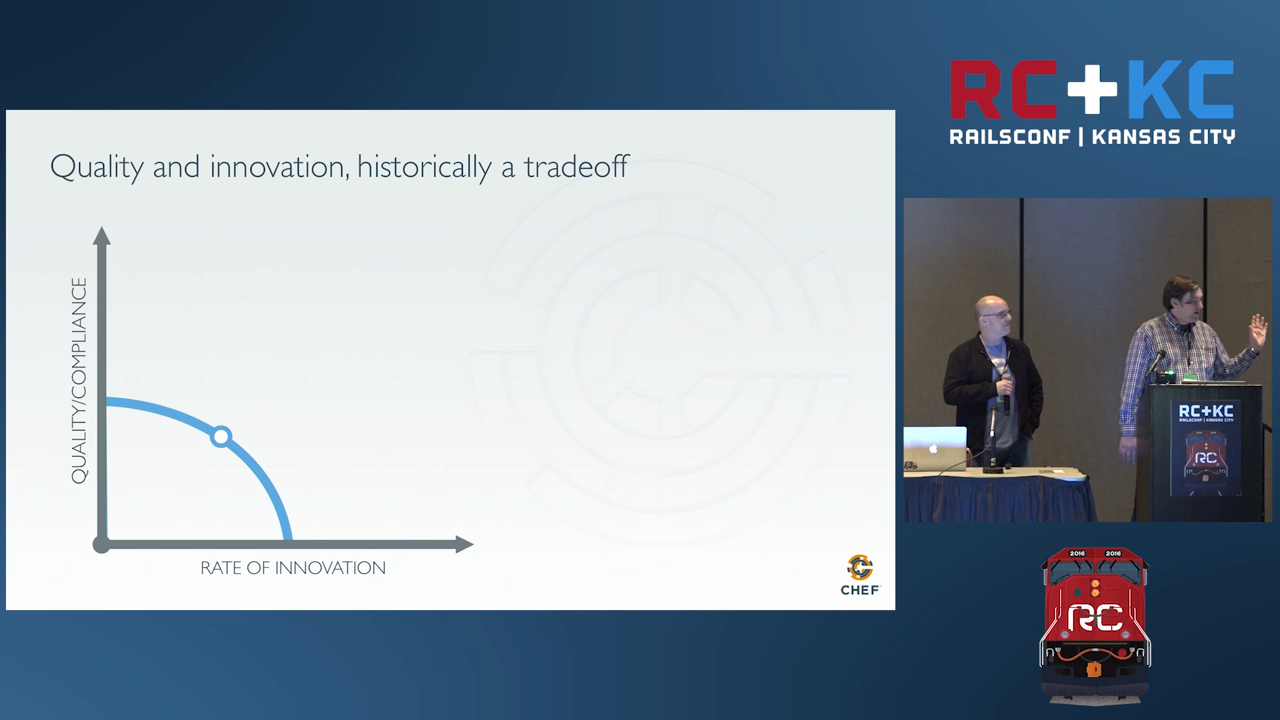 Quality and innovation, historically a tradeoff
QUALITY/COMPLIANCE
RATE OF INNOVATION
CHEF
RC+KC
RAILSCONF | KANSAS CITY
RC+KC
RAILSCONF | KANSAS CITY
RC
2016 2016
RC